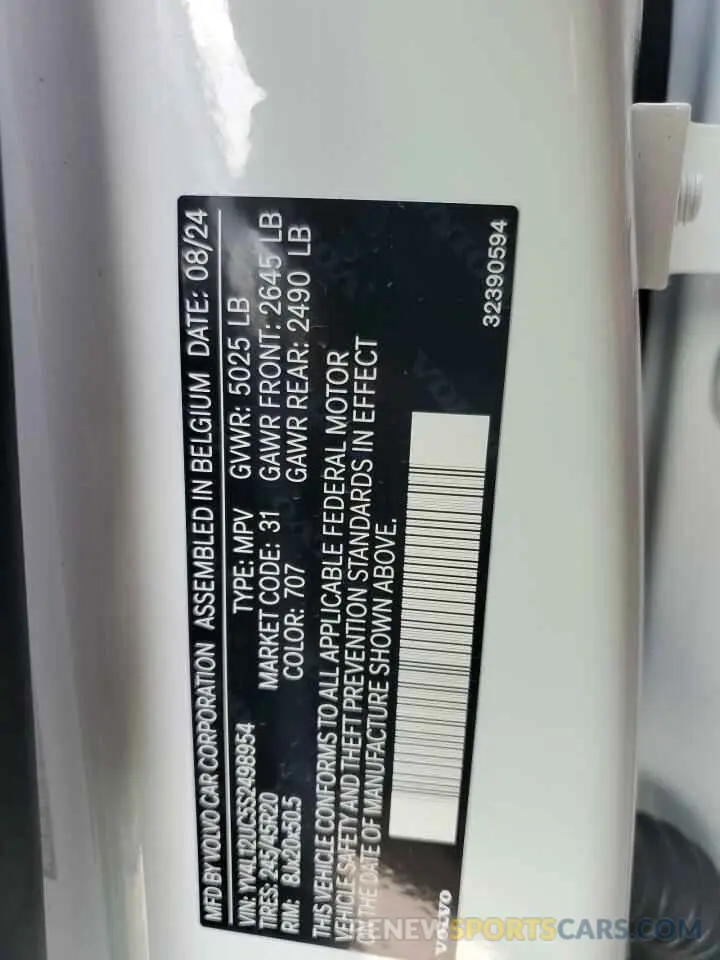 MFD BY VOLVO CAR CORPORATION ASSEMBLED IN BELGIUM DATE: 08/24
VIN: YV4L12UC5S2498954 TYPE: MPV GVWR: 5025 LB
TIRES: 245/45R20 MARKET CODE: 31 GAWR FRONT: 2645 LB
RIM: 8Jx20x50.5 COLOR: 707 GAWR REAR: 2490 LB
THIS VEHICLE CONFORMS TO ALL APPLICABLE FEDERAL MOTOR
VEHICLE SAFETY AND THEFT PREVENTION STANDARDS IN EFFECT
ON THE DATE OF MANUFACTURE SHOWN ABOVE.
VOLVO
32390594
RENEWSPORTSCARS.COM